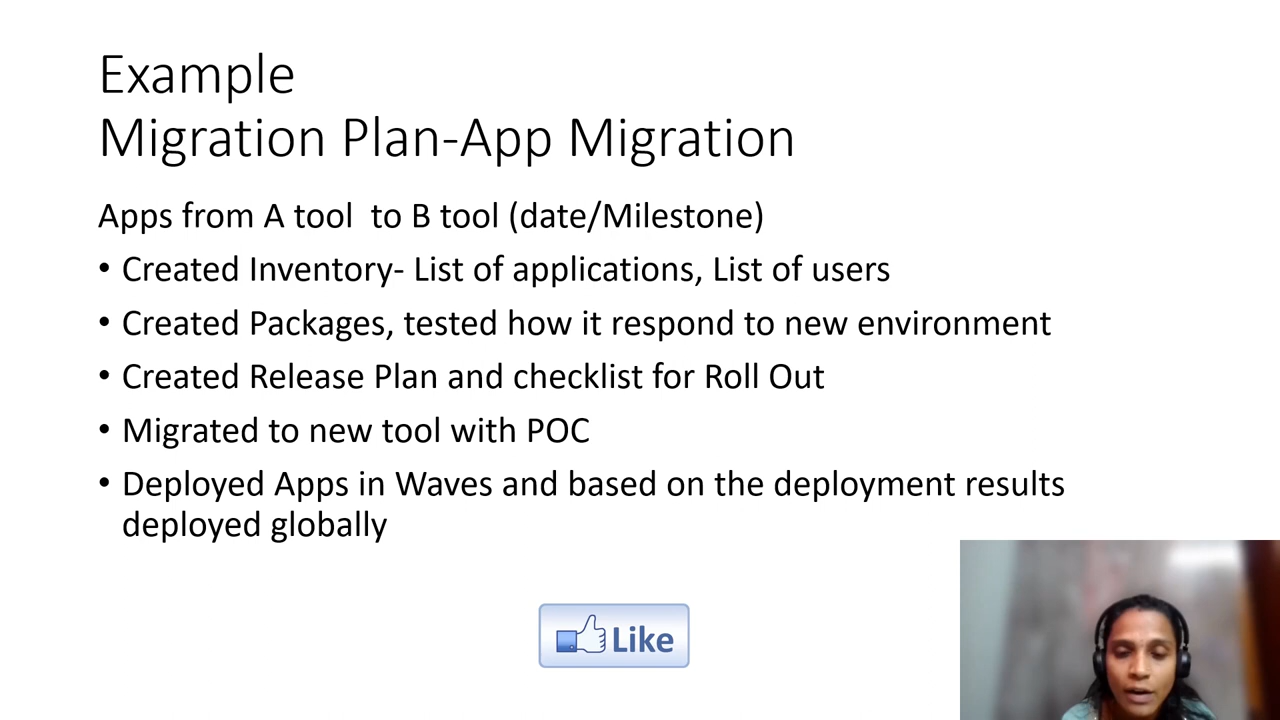 Example
Migration Plan-App Migration
Apps from A tool  to B tool (date/Milestone)
• Created Inventory- List of applications, List of users
• Created Packages, tested how it respond to new environment
• Created Release Plan and checklist for Roll Out
• Migrated to new tool with POC
• Deployed Apps in Waves and based on the deployment results
deployed globally
Like